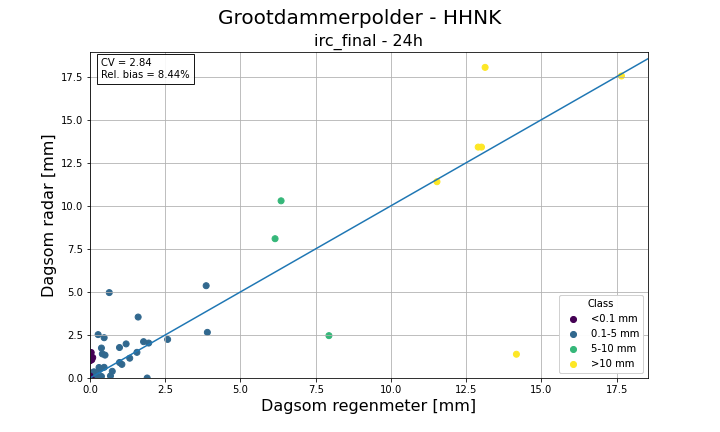 Grootdammerpolder - HHNK
irc_final - 24h
CV = 2.84
Rel. bias = 8.44%
17.5
15.0
12.5
10.0
7.5
5.0
2.5
0.0
Dagsom radar [mm]
Class
<0.1 mm
0.1-5 mm
5-10 mm
>10 mm
0.0 2.5 5.0 7.5 10.0 12.5 15.0 17.5
Dagsom regenmeter [mm]